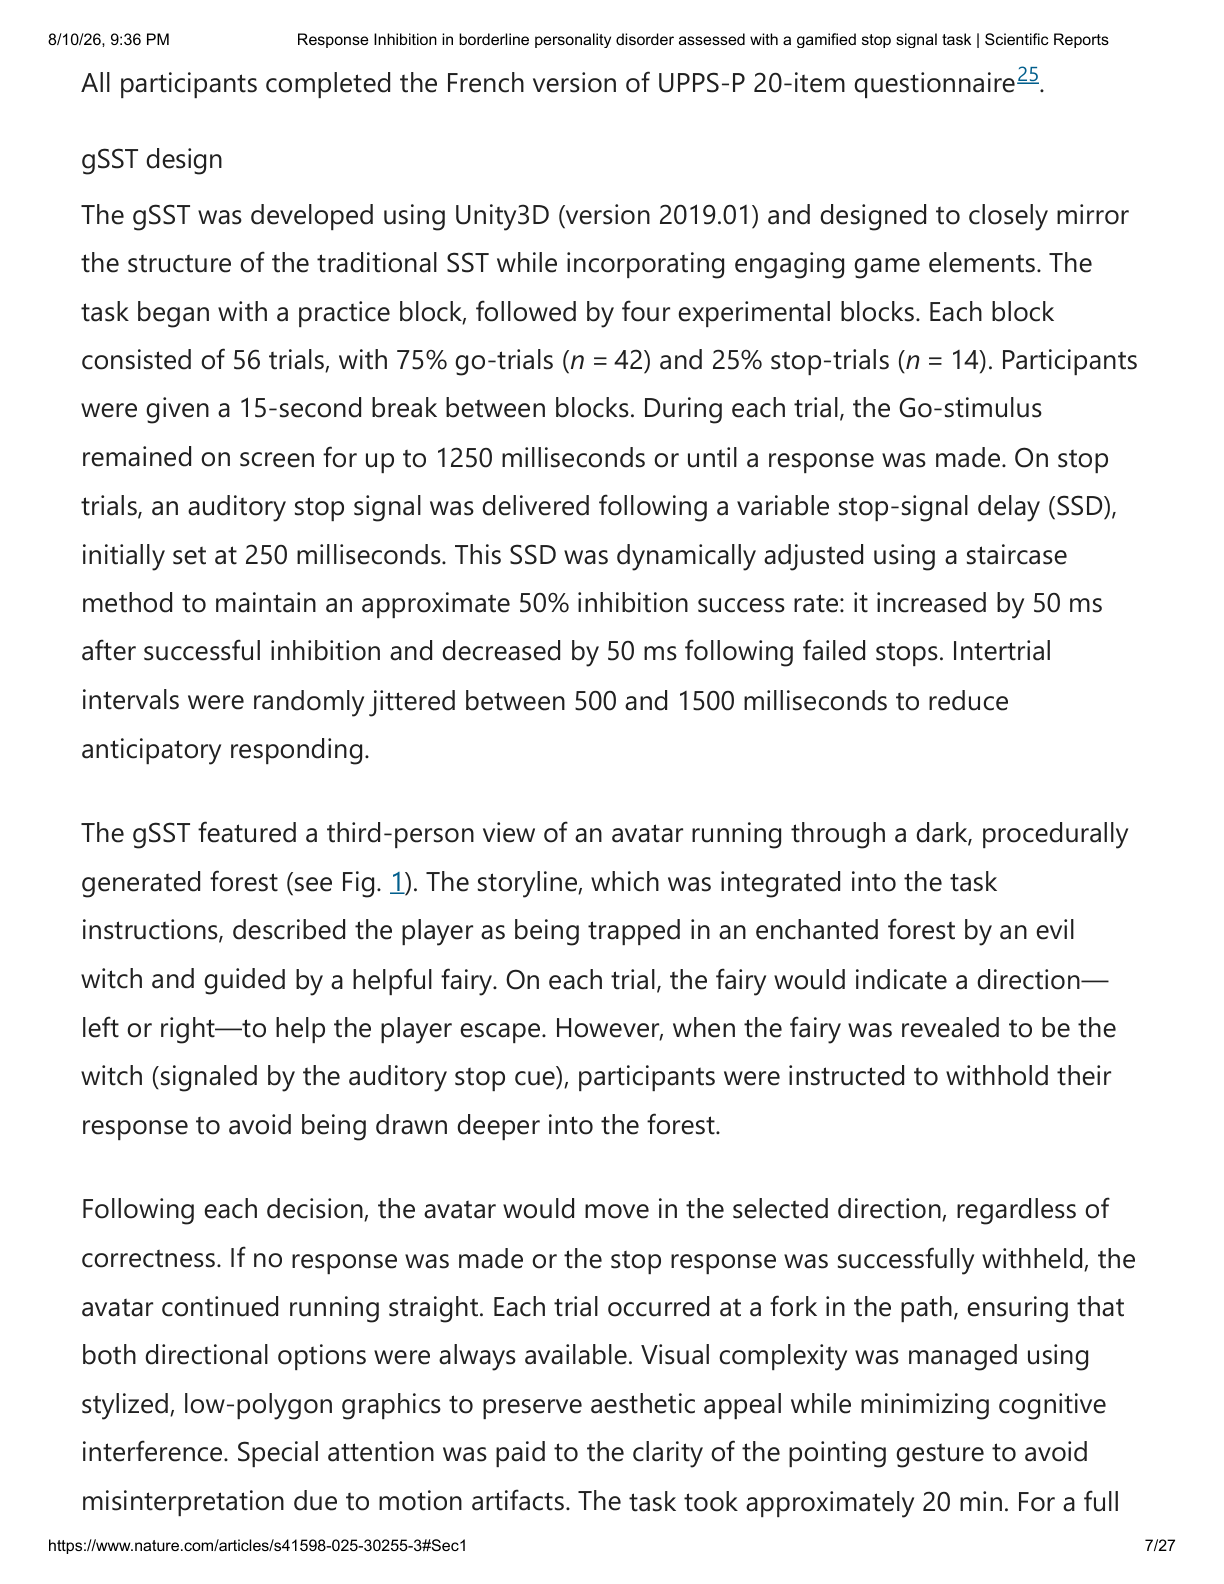 8/10/26, 9:36 PM Response Inhibition in borderline personality disorder assessed with a gamified stop signal task | Scientific Reports
All participants completed the French version of UPPS-P 20-item questionnaire25.
gSST design
The gSST was developed using Unity3D (version 2019.01) and designed to closely mirror
the structure of the traditional SST while incorporating engaging game elements. The
task began with a practice block, followed by four experimental blocks. Each block
consisted of 56 trials, with 75% go-trials (n = 42) and 25% stop-trials (n = 14). Participants
were given a 15-second break between blocks. During each trial, the Go-stimulus
remained on screen for up to 1250 milliseconds or until a response was made. On stop
trials, an auditory stop signal was delivered following a variable stop-signal delay (SSD),
initially set at 250 milliseconds. This SSD was dynamically adjusted using a staircase
method to maintain an approximate 50% inhibition success rate: it increased by 50 ms
after successful inhibition and decreased by 50 ms following failed stops. Intertrial
intervals were randomly jittered between 500 and 1500 milliseconds to reduce
anticipatory responding.
The gSST featured a third-person view of an avatar running through a dark, procedurally
generated forest (see Fig. 1). The storyline, which was integrated into the task
instructions, described the player as being trapped in an enchanted forest by an evil
witch and guided by a helpful fairy. On each trial, the fairy would indicate a direction—
left or right—to help the player escape. However, when the fairy was revealed to be the
witch (signaled by the auditory stop cue), participants were instructed to withhold their
response to avoid being drawn deeper into the forest.
Following each decision, the avatar would move in the selected direction, regardless of
correctness. If no response was made or the stop response was successfully withheld, the
avatar continued running straight. Each trial occurred at a fork in the path, ensuring that
both directional options were always available. Visual complexity was managed using
stylized, low-polygon graphics to preserve aesthetic appeal while minimizing cognitive
interference. Special attention was paid to the clarity of the pointing gesture to avoid
misinterpretation due to motion artifacts. The task took approximately 20 min. For a full
https://www.nature.com/articles/s41598-025-30255-3#Sec1 7/27